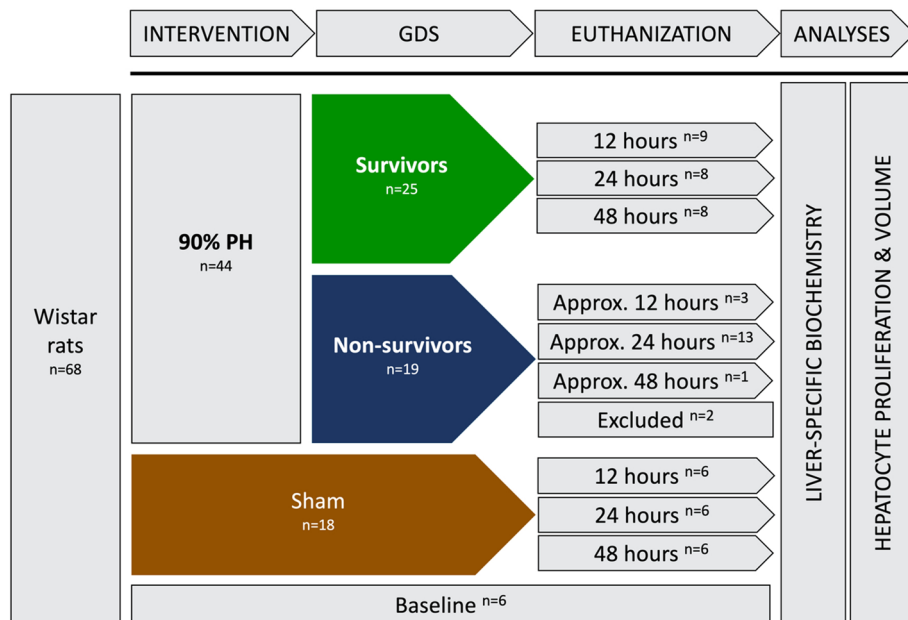 INTERVENTION
GDS
EUTHANIZATION
ANALYSES
Wistar
rats
n=68
90% PH
n=44
Survivors
n=25
12 hours n=9
24 hours n=8
48 hours n=8
Non-survivors
n=19
Approx. 12 hours n=3
Approx. 24 hours n=13
Approx. 48 hours n=1
Excluded n=2
Sham
n=18
12 hours n=6
24 hours n=6
48 hours n=6
Baseline n=6
LIVER-SPECIFIC BIOCHEMISTRY
HEPATOCYTE PROLIFERATION & VOLUME